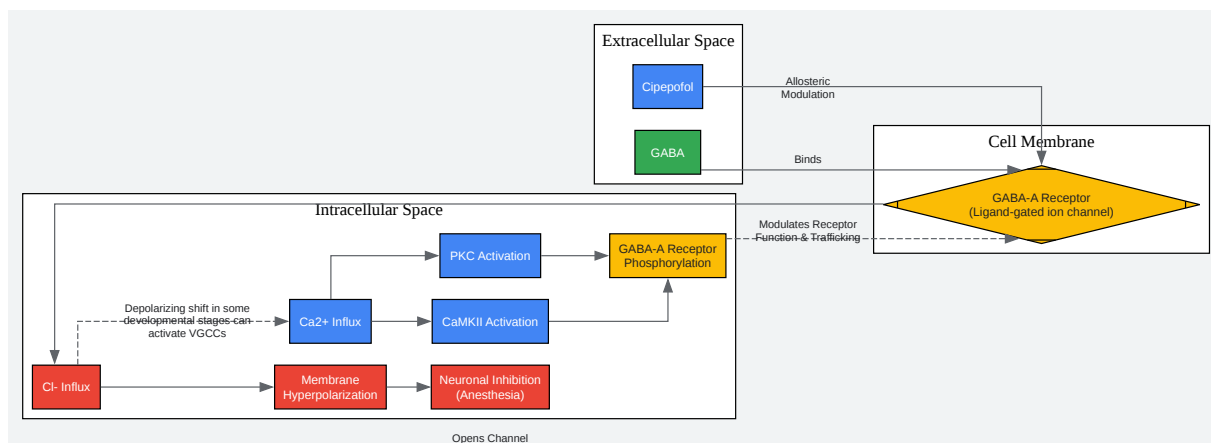 Extracellular Space
Cipepofol
Allosteric
Modulation
GABA
Binds
Cell Membrane
GABA-A Receptor
(Ligand-gated ion channel)
Intracellular Space
Modulates Receptor
Function & Trafficking
PKC Activation
GABA-A Receptor
Phosphorylation
Depolarizing shift in some
developmental stages can
activate VGCCs
Ca2+ Influx
CaMKII Activation
Cl- Influx
Membrane
Hyperpolarization
Neuronal Inhibition
(Anesthesia)
Opens Channel